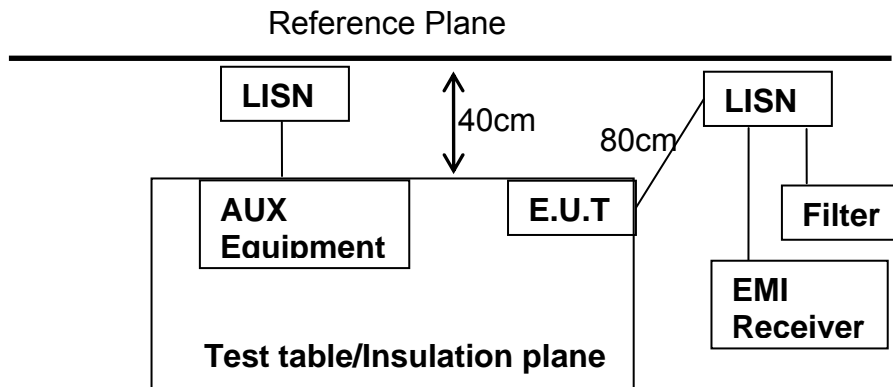 Reference Plane
LISN
40cm
80cm
LISN
AUX
Equipment
E.U.T
Filter
EMI
Receiver
Test table/Insulation plane